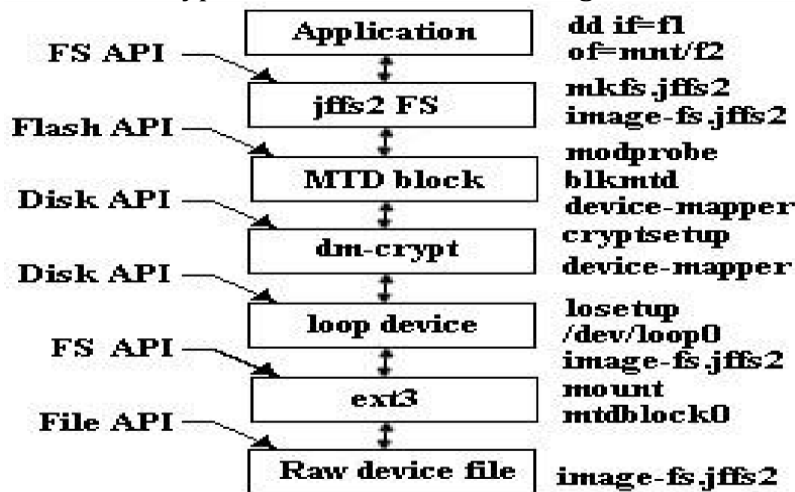 Application
dd if=f1
of=mnt/f2
FS API
jffs2 FS
mkfs.jffs2
image-fs.jffs2
Flash API
MTD block
modprobe
blkmtd
device-mapper
Disk API
dm-crypt
cryptsetup
device-mapper
Disk API
loop device
losetup
/dev/loop0
image-fs.jffs2
FS API
ext3
mount
mtdblock0
File API
Raw device file
image-fs.jffs2